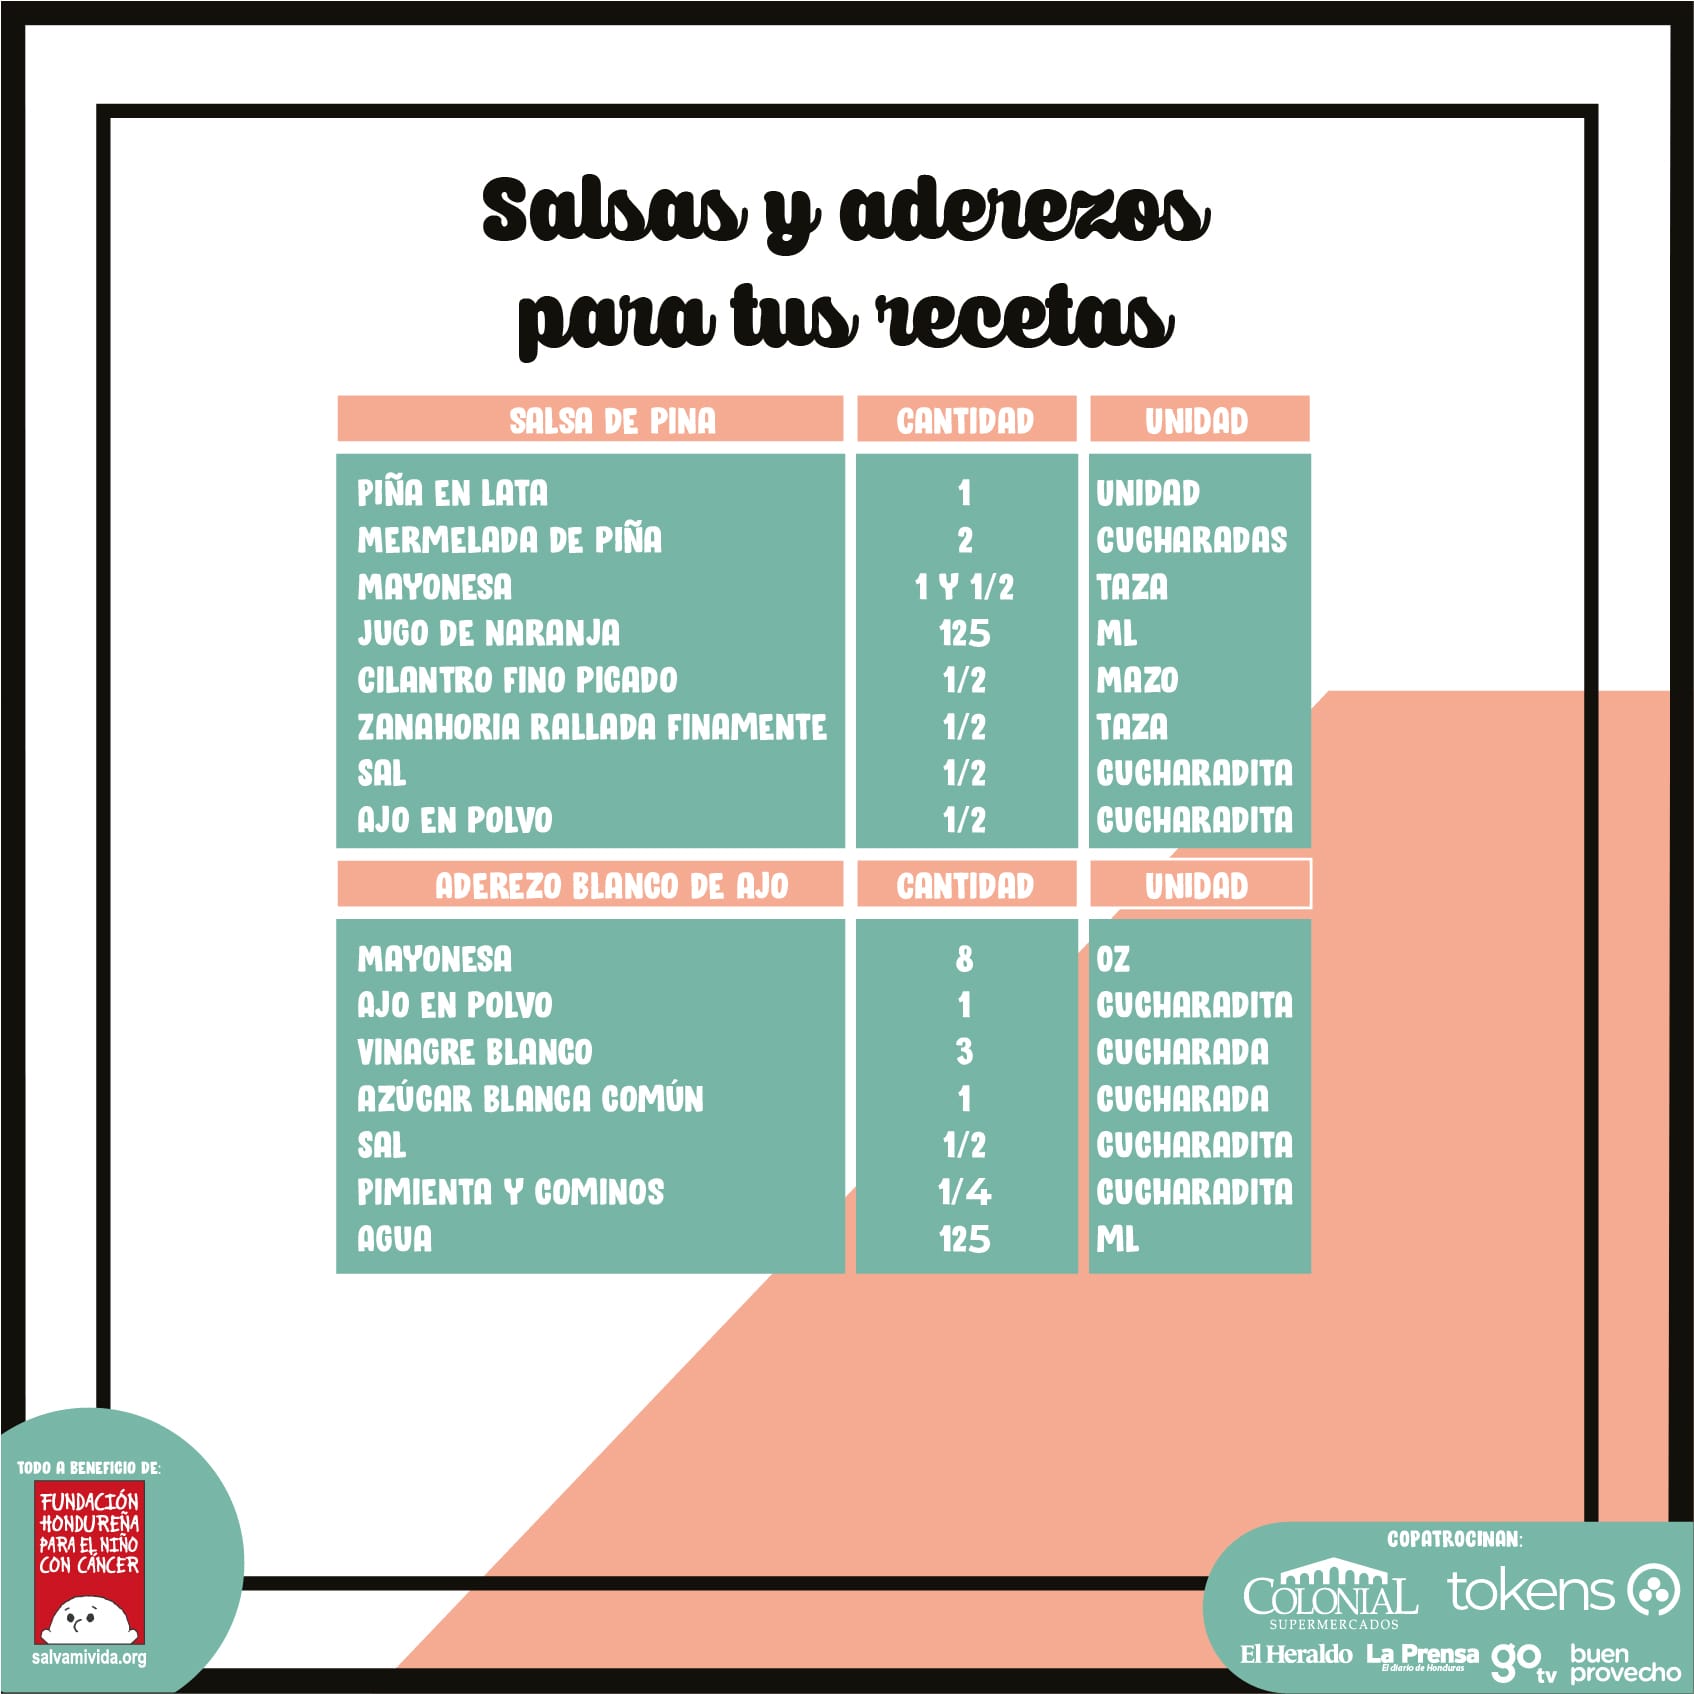 Salsas y aderezos
para tus recetas
SALSA DE PINA CANTIDAD UNIDAD
PIÑA EN LATA 1 UNIDAD
MERMELADA DE PIÑA 2 CUCHARADAS
MAYONESA 1 Y 1/2 TAZA
JUGO DE NARANJA 125 ML
CILANTRO FINO PICADO 1/2 MAZO
ZANAHORIA RALLADA FINAMENTE 1/2 TAZA
SAL 1/2 CUCHARADITA
AJO EN POLVO 1/2 CUCHARADITA
ADEREZO BLANCO DE AJO CANTIDAD UNIDAD
MAYONESA 8 OZ
AJO EN POLVO 1 CUCHARADITA
VINAGRE BLANCO 3 CUCHARADA
AZÚCAR BLANCA COMÚN 1 CUCHARADA
SAL 1/2 CUCHARADITA
PIMIENTA Y COMINOS 1/4 CUCHARADITA
AGUA 125 ML
TODO A BENEFICIO DE:
FUNDACIÓN
HONDUREÑA
PARA EL NIÑO
CON CÁNCER
salvamivida.org
COPATROCINAN:
COLONIAL
SUPERMERCADOS
tokens
El Heraldo
La Prensa
El diario de Honduras
go tv
buen
provecho